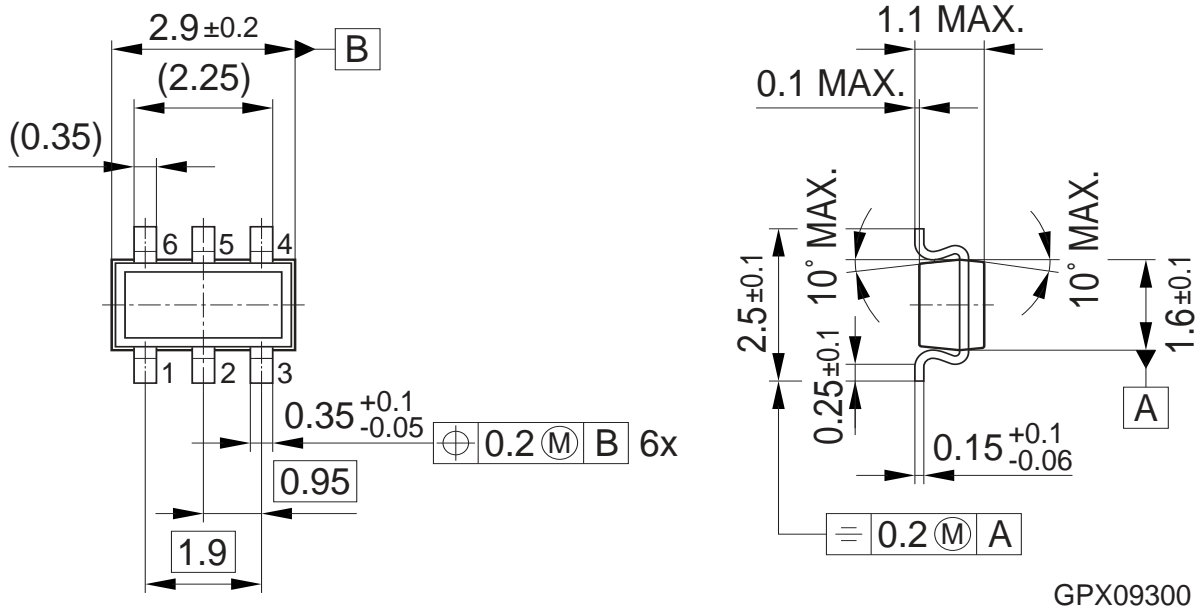 2.9 ±0.2
B
(2.25)
(0.35)
6 5 4
1 2 3
0.35 +0.1 -0.05
⌖ 0.2 Ⓜ B 6x
0.95
1.9
1.1 MAX.
0.1 MAX.
10° MAX.
10° MAX.
2.5±0.1
0.25±0.1
1.6±0.1
A
0.15 +0.1 -0.06
⌯ 0.2 Ⓜ A
GPX09300